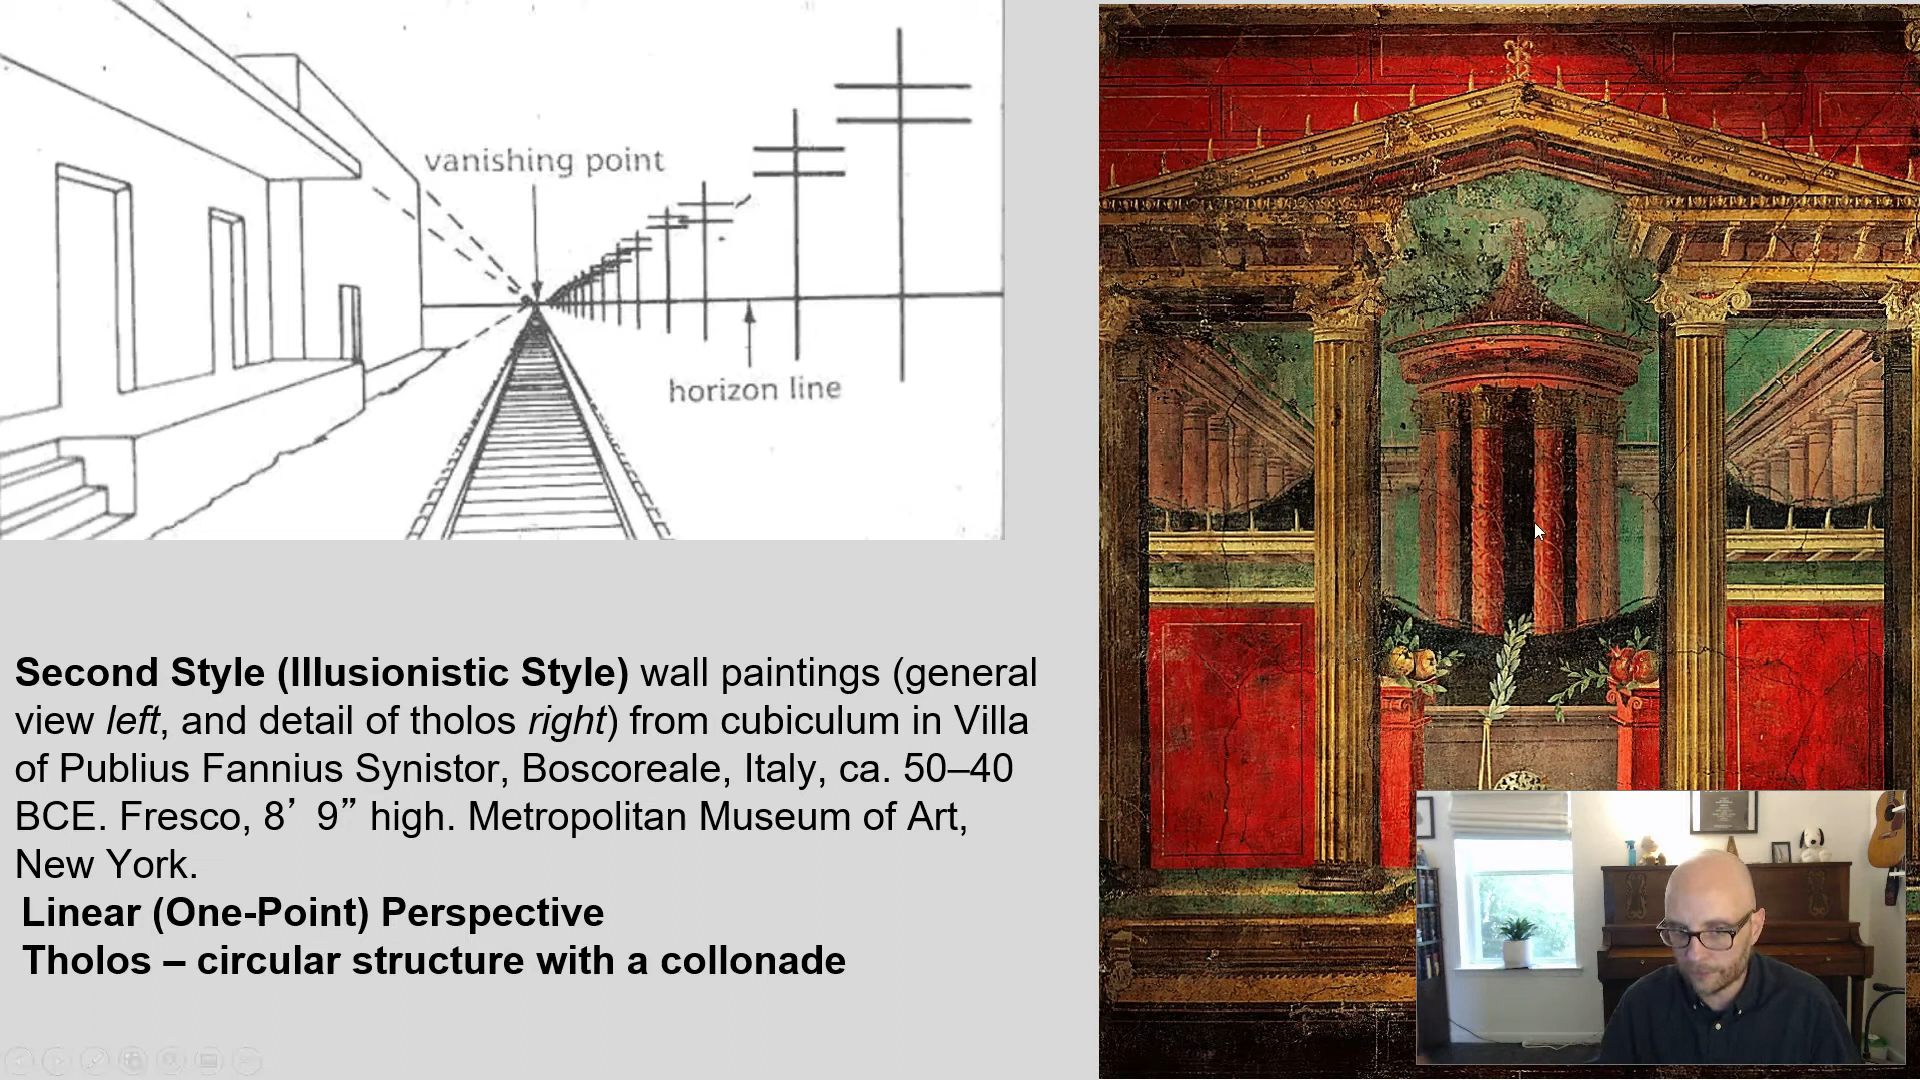 vanishing point
horizon line
Second Style (Illusionistic Style) wall paintings (general
view left, and detail of tholos right) from cubiculum in Villa
of Publius Fannius Synistor, Boscoreale, Italy, ca. 50–40
BCE. Fresco, 8’ 9” high. Metropolitan Museum of Art,
New York.
Linear (One-Point) Perspective
Tholos – circular structure with a collonade